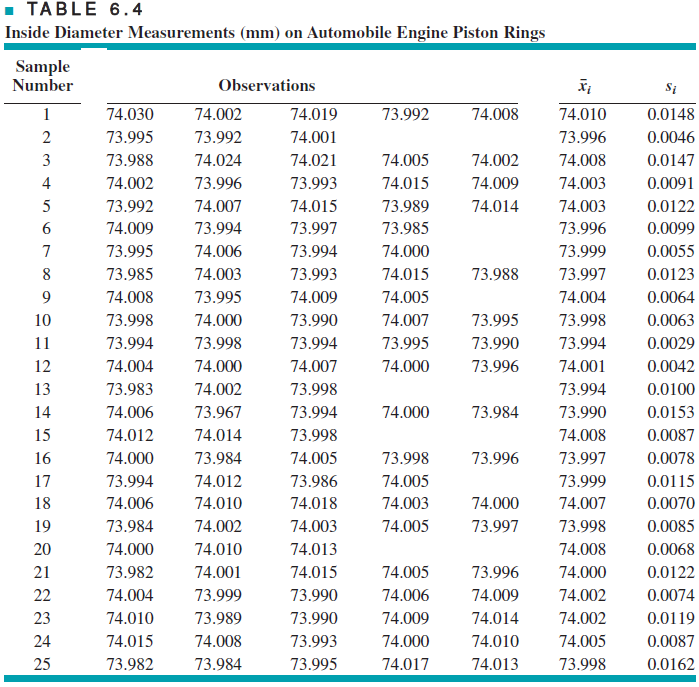 TABLE 6.4
Inside Diameter Measurements (mm) on Automobile Engine Piston Rings
Sample
Number Observations x̄i si
1 74.030 74.002 74.019 73.992 74.008 74.010 0.0148
2 73.995 73.992 74.001 73.996 0.0046
3 73.988 74.024 74.021 74.005 74.002 74.008 0.0147
4 74.002 73.996 73.993 74.015 74.009 74.003 0.0091
5 73.992 74.007 74.015 73.989 74.014 74.003 0.0122
6 74.009 73.994 73.997 73.985 73.996 0.0099
7 73.995 74.006 73.994 74.000 73.999 0.0055
8 73.985 74.003 73.993 74.015 73.988 73.997 0.0123
9 74.008 73.995 74.009 74.005 74.004 0.0064
10 73.998 74.000 73.990 74.007 73.995 73.998 0.0063
11 73.994 73.998 73.994 73.995 73.990 73.994 0.0029
12 74.004 74.000 74.007 74.000 73.996 74.001 0.0042
13 73.983 74.002 73.998 73.994 0.0100
14 74.006 73.967 73.994 74.000 73.984 73.990 0.0153
15 74.012 74.014 73.998 74.008 0.0087
16 74.000 73.984 74.005 73.998 73.996 73.997 0.0078
17 73.994 74.012 73.986 74.005 73.999 0.0115
18 74.006 74.010 74.018 74.003 74.000 74.007 0.0070
19 73.984 74.002 74.003 74.005 73.997 73.998 0.0085
20 74.000 74.010 74.013 74.008 0.0068
21 73.982 74.001 74.015 74.005 73.996 74.000 0.0122
22 74.004 73.999 73.990 74.006 74.009 74.002 0.0074
23 74.010 73.989 73.990 74.009 74.014 74.002 0.0119
24 74.015 74.008 73.993 74.000 74.010 74.005 0.0087
25 73.982 73.984 73.995 74.017 74.013 73.998 0.0162